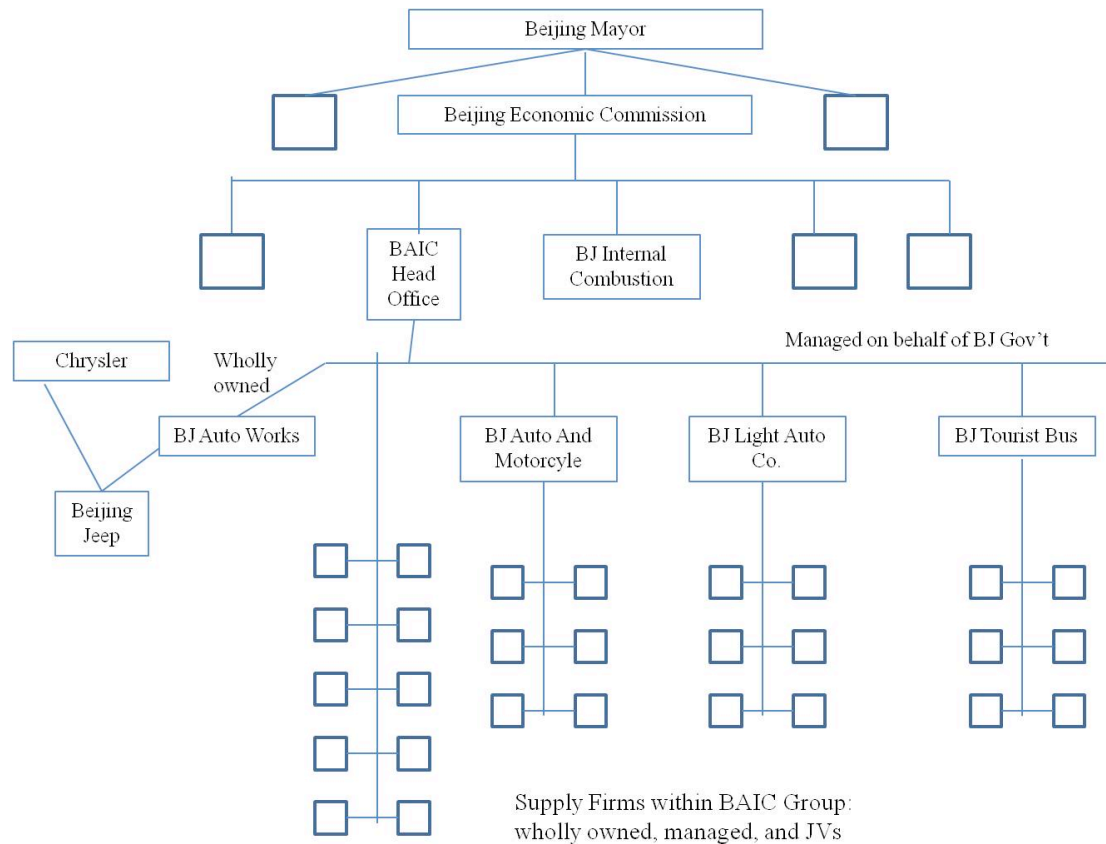 Beijing Mayor
Beijing Economic Commission
BAIC
Head
Office
BJ Internal
Combustion
Managed on behalf of BJ Gov’t
Chrysler
Wholly
owned
BJ Auto Works
BJ Auto And
Motorcyle
BJ Light Auto
Co.
BJ Tourist Bus
Beijing
Jeep
Supply Firms within BAIC Group:
wholly owned, managed, and JVs